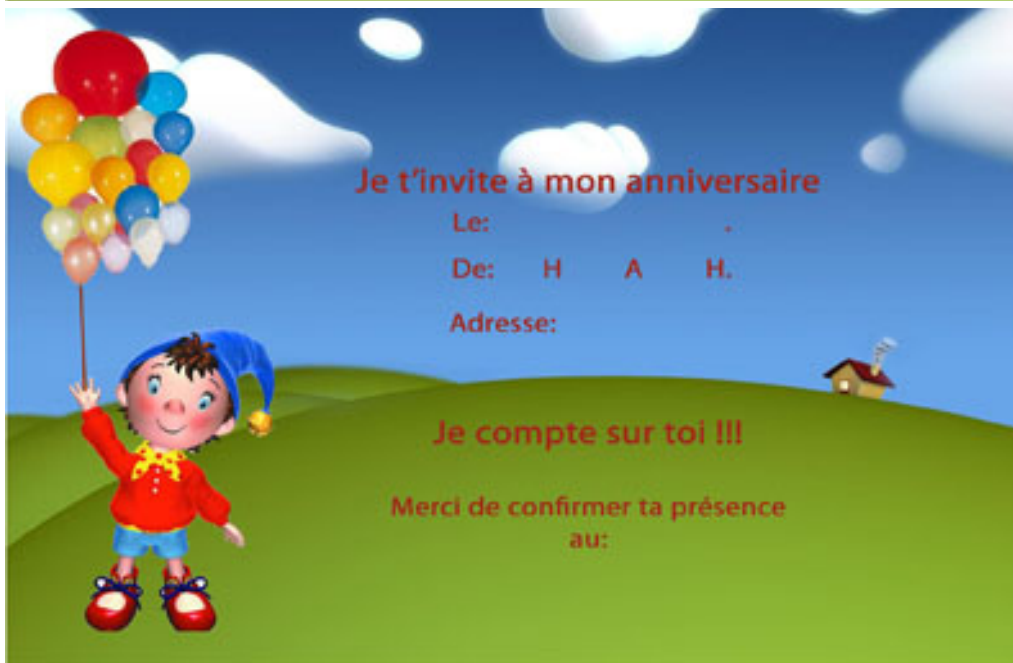 Je t'invite à mon anniversaire
Le: .
De: H A H.
Adresse:
Je compte sur toi !!!
Merci de confirmer ta présence
au: